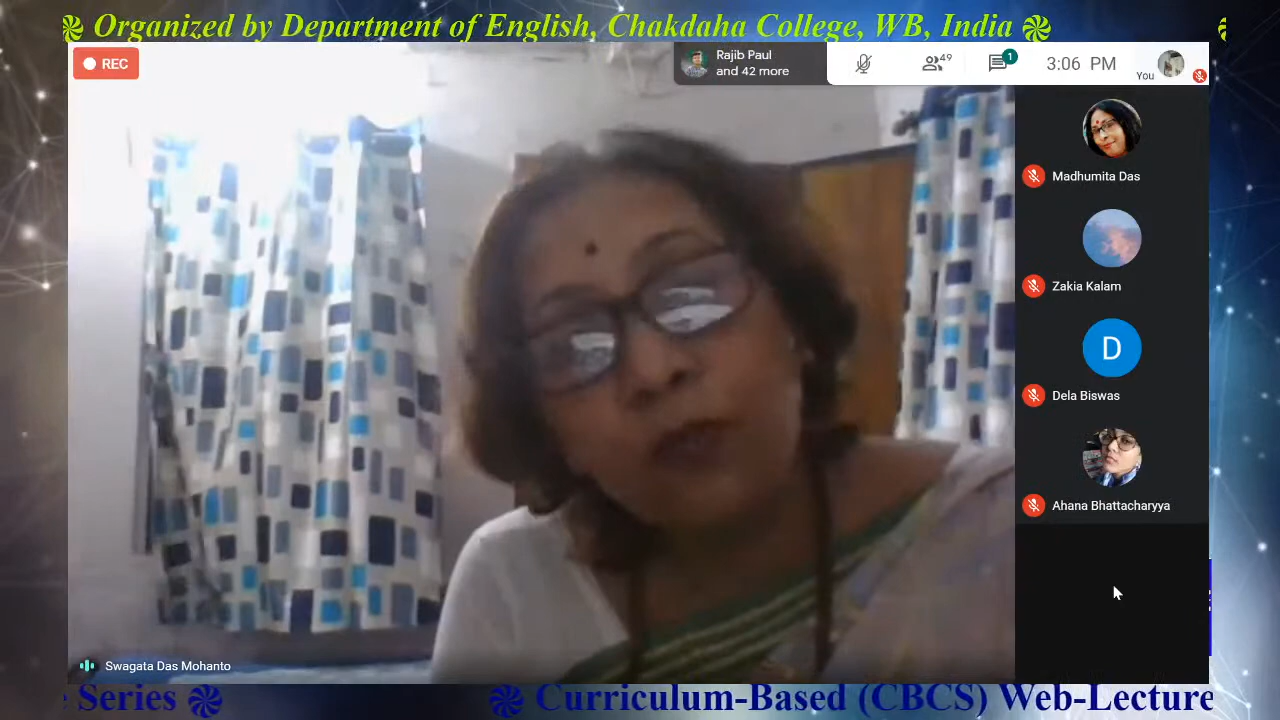 Organized by Department of English, Chakdaha College, WB, India
REC
Rajib Paul
and 42 more
49
1
3:06 PM
You
Madhumita Das
Zakia Kalam
D
Dela Biswas
Ahana Bhattacharyya
Swagata Das Mohanto
Series
Curriculum-Based (CBCS) Web-Lecture